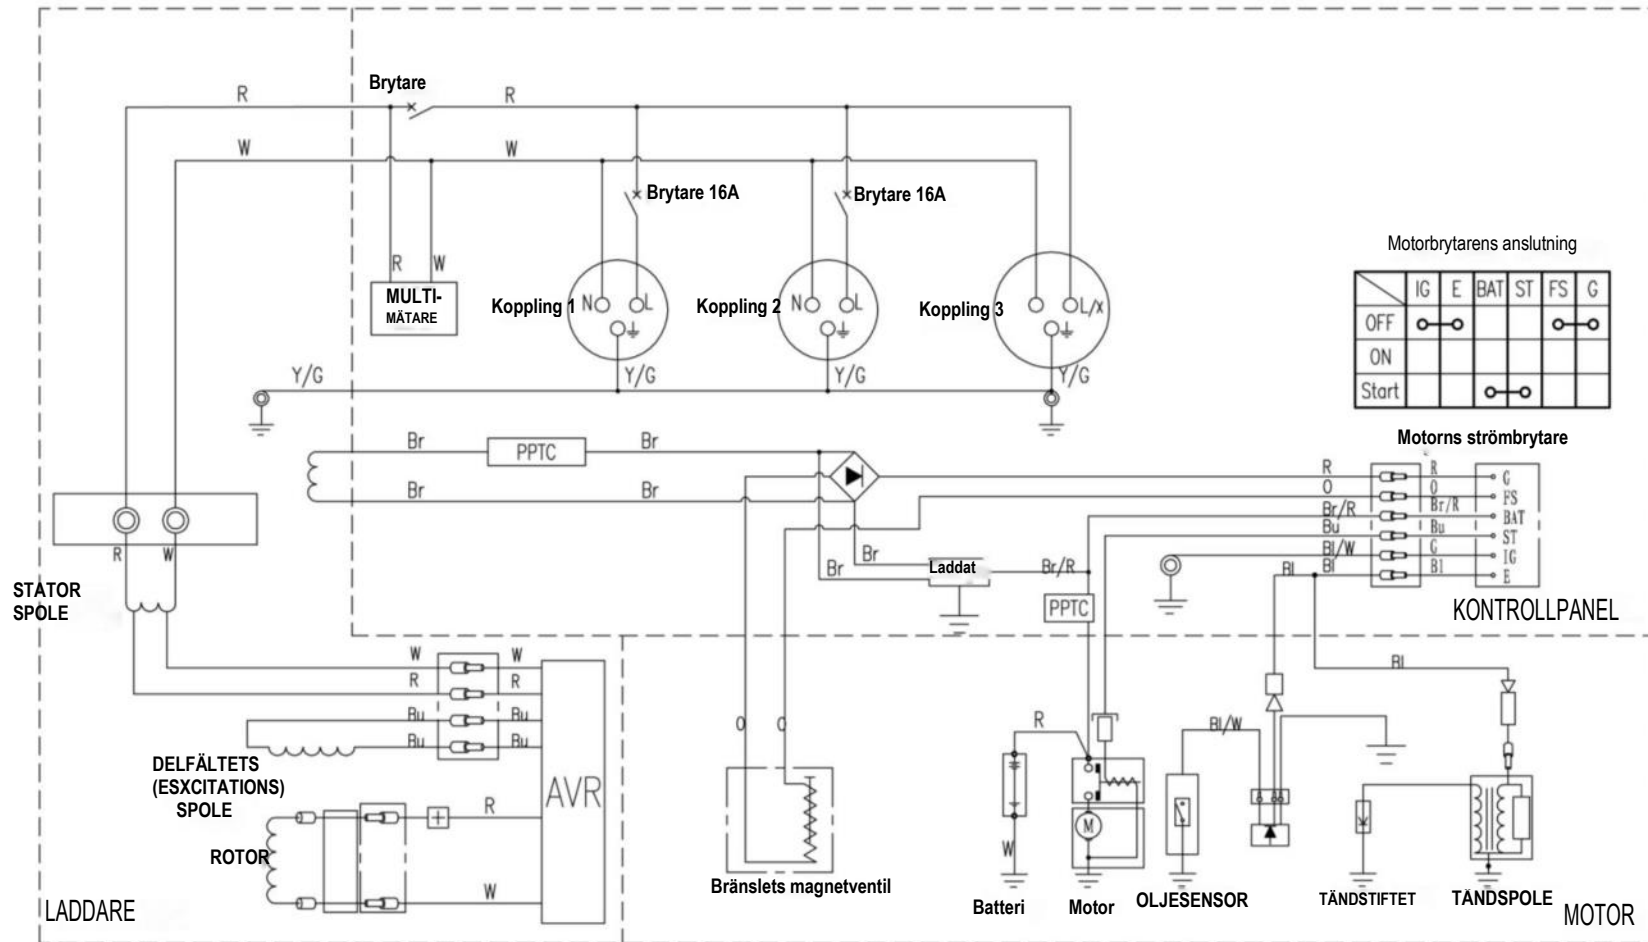 Brytare
R
R
W
W
Brytare 16A
Brytare 16A
R
W
MULTI-
MÄTARE
Koppling 1
N
L
Koppling 2
N
L
Koppling 3
L/X
Y/G
Y/G
Y/G
Y/G
Motorbrytarens anslutning
IG E BAT ST FS G
OFF
ON
Start
Motorns strömbrytare
Br
PPTC
Br
Br
Br
R
R
G
O
O
FS
Br/R
Br/R
BAT
Bu
Bu
ST
Bl/W
G
IG
Bl
Bl
Bl
E
Br
Br
Laddat
Br/R
PPTC
KONTROLLPANEL
R
W
STATOR
SPOLE
W
W
R
R
Bu
Bu
Bu
Bu
DELFÄLTETS
(ESXCITATIONS)
SPOLE
AVR
R
ROTOR
W
LADDARE
O
Bränslets magnetventil
R
W
Batteri
M
Motor
Bl/W
OLJESENSOR
Bl
TÄNDSTIFTET
TÄNDSPOLE
MOTOR